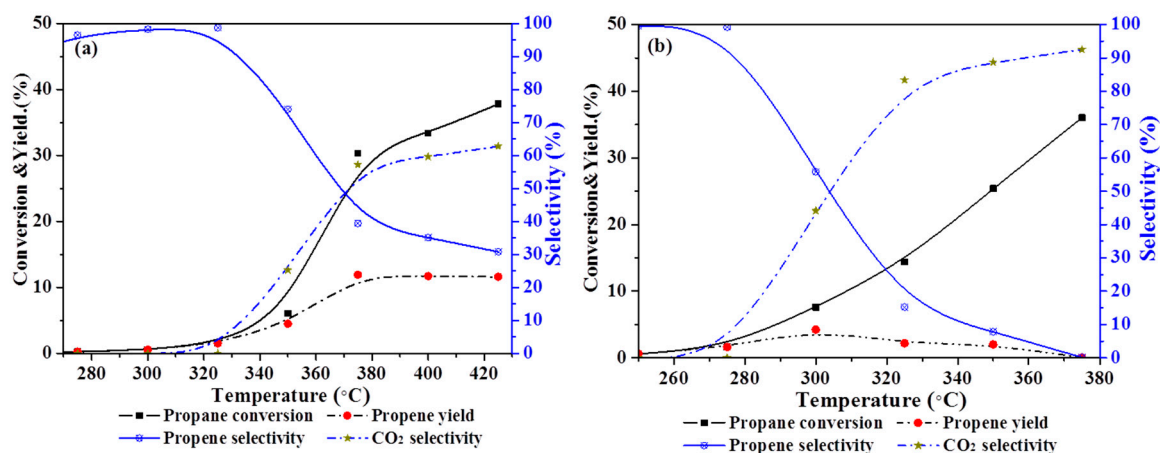 (a)
Conversion &Yield.(%)
50
40
30
20
10
0
100
90
80
70
60
50
40
30
20
10
0
Selectivity (%)
280 300 320 340 360 380 400 420
Temperature (°C)
Propane conversion Propene yield
Propene selectivity CO₂ selectivity
(b)
Conversion&Yield.(%)
50
40
30
20
10
0
100
90
80
70
60
50
40
30
20
10
0
Selectivity (%)
260 280 300 320 340 360 380
Temperature (°C)
Propane conversion Propene yield
Propene selectivity CO₂ selectivity